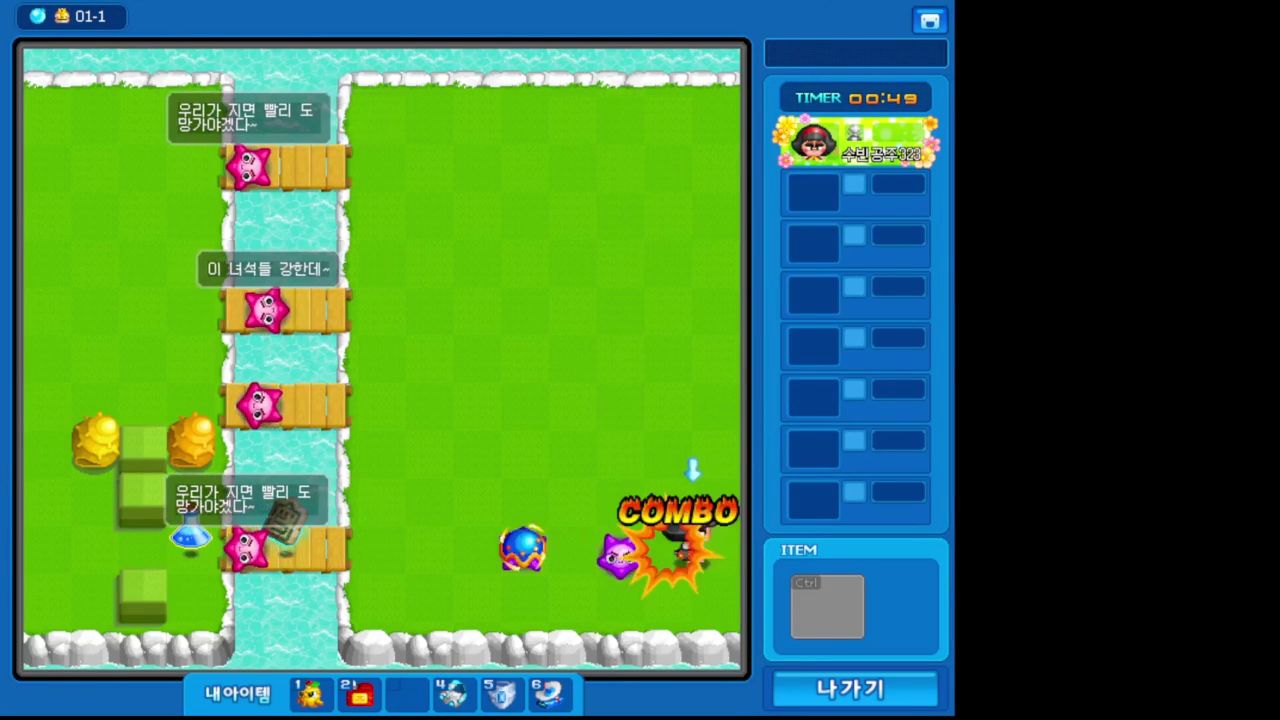 01-1
우리가 지면 빨리 도
망가야겠다~
TIMER 00:49
수빈공주323
이 녀석들 강한데~
우리가 지면 빨리 도
망가야겠다~
COMBO
ITEM
Ctrl
내아이템
1
2
4
5
6
나가기